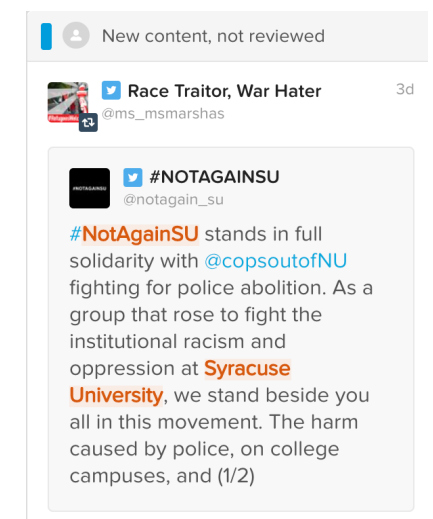 New content, not reviewed
Race Traitor, War Hater
3d
@ms_msmarshas
#NOTAGAINSU
#NOTAGAINSU
@notagain_su
#NotAgainSU stands in full
solidarity with @copsoutofNU
fighting for police abolition. As a
group that rose to fight the
institutional racism and
oppression at Syracuse
University, we stand beside you
all in this movement. The harm
caused by police, on college
campuses, and (1/2)